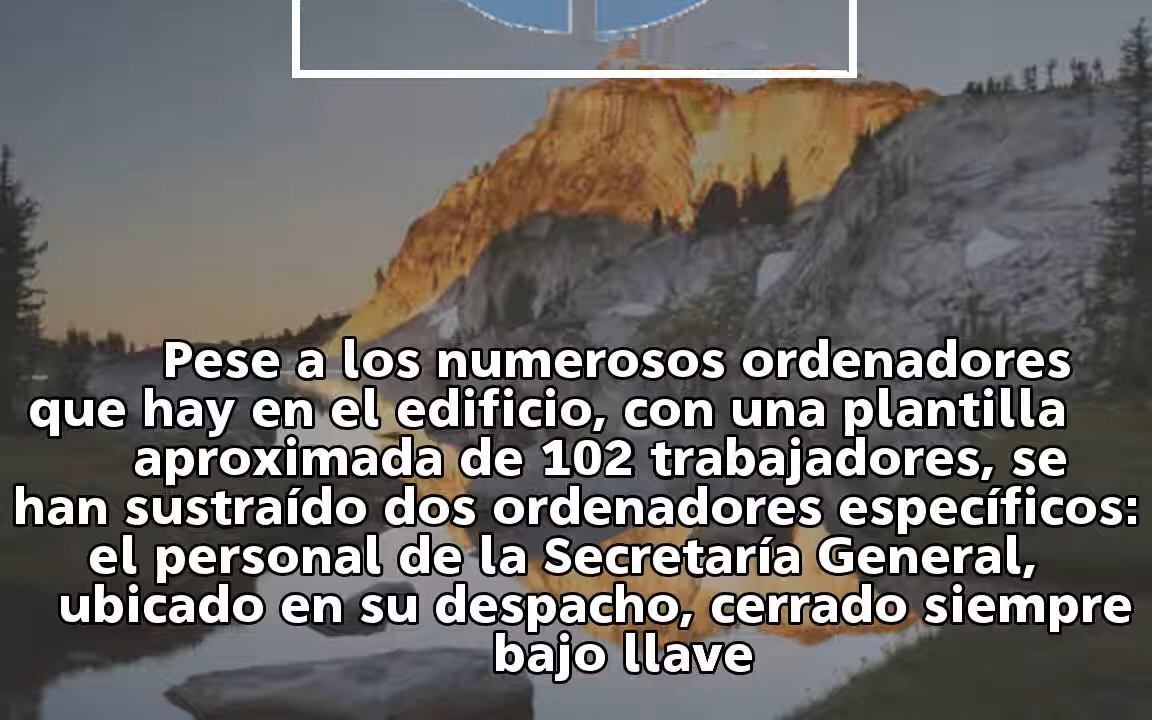 Pese a los numerosos ordenadores
que hay en el edificio, con una plantilla
aproximada de 102 trabajadores, se
han sustraído dos ordenadores específicos:
el personal de la Secretaría General,
ubicado en su despacho, cerrado siempre
bajo llave